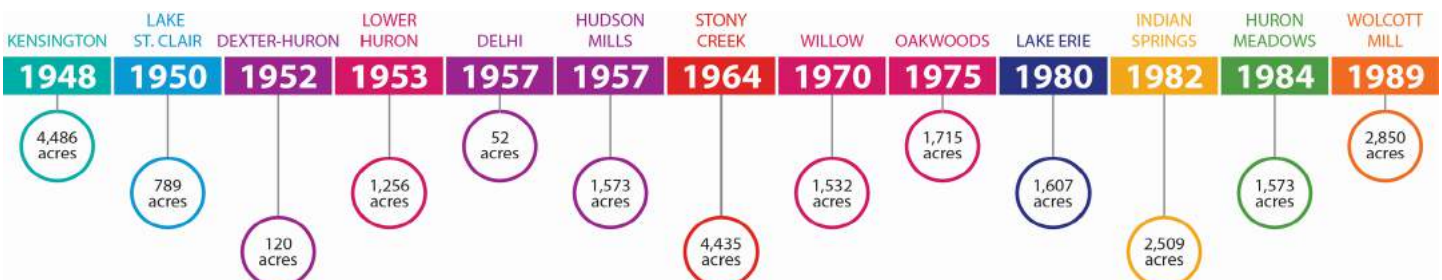 KENSINGTON
1948
4,486
acres
LAKE
ST. CLAIR
1950
789
acres
DEXTER-HURON
1952
120
acres
LOWER
HURON
1953
1,256
acres
DELHI
1957
52
acres
HUDSON
MILLS
1957
1,573
acres
STONY
CREEK
1964
4,435
acres
WILLOW
1970
1,532
acres
OAKWOODS
1975
1,715
acres
LAKE ERIE
1980
1,607
acres
INDIAN
SPRINGS
1982
2,509
acres
HURON
MEADOWS
1984
1,573
acres
WOLCOTT
MILL
1989
2,850
acres